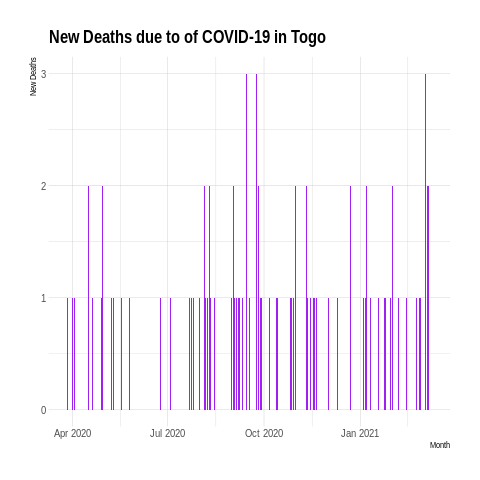 New Deaths due to of COVID-19 in Togo
New Deaths
3
2
1
0
Apr 2020 Jul 2020 Oct 2020 Jan 2021
Month